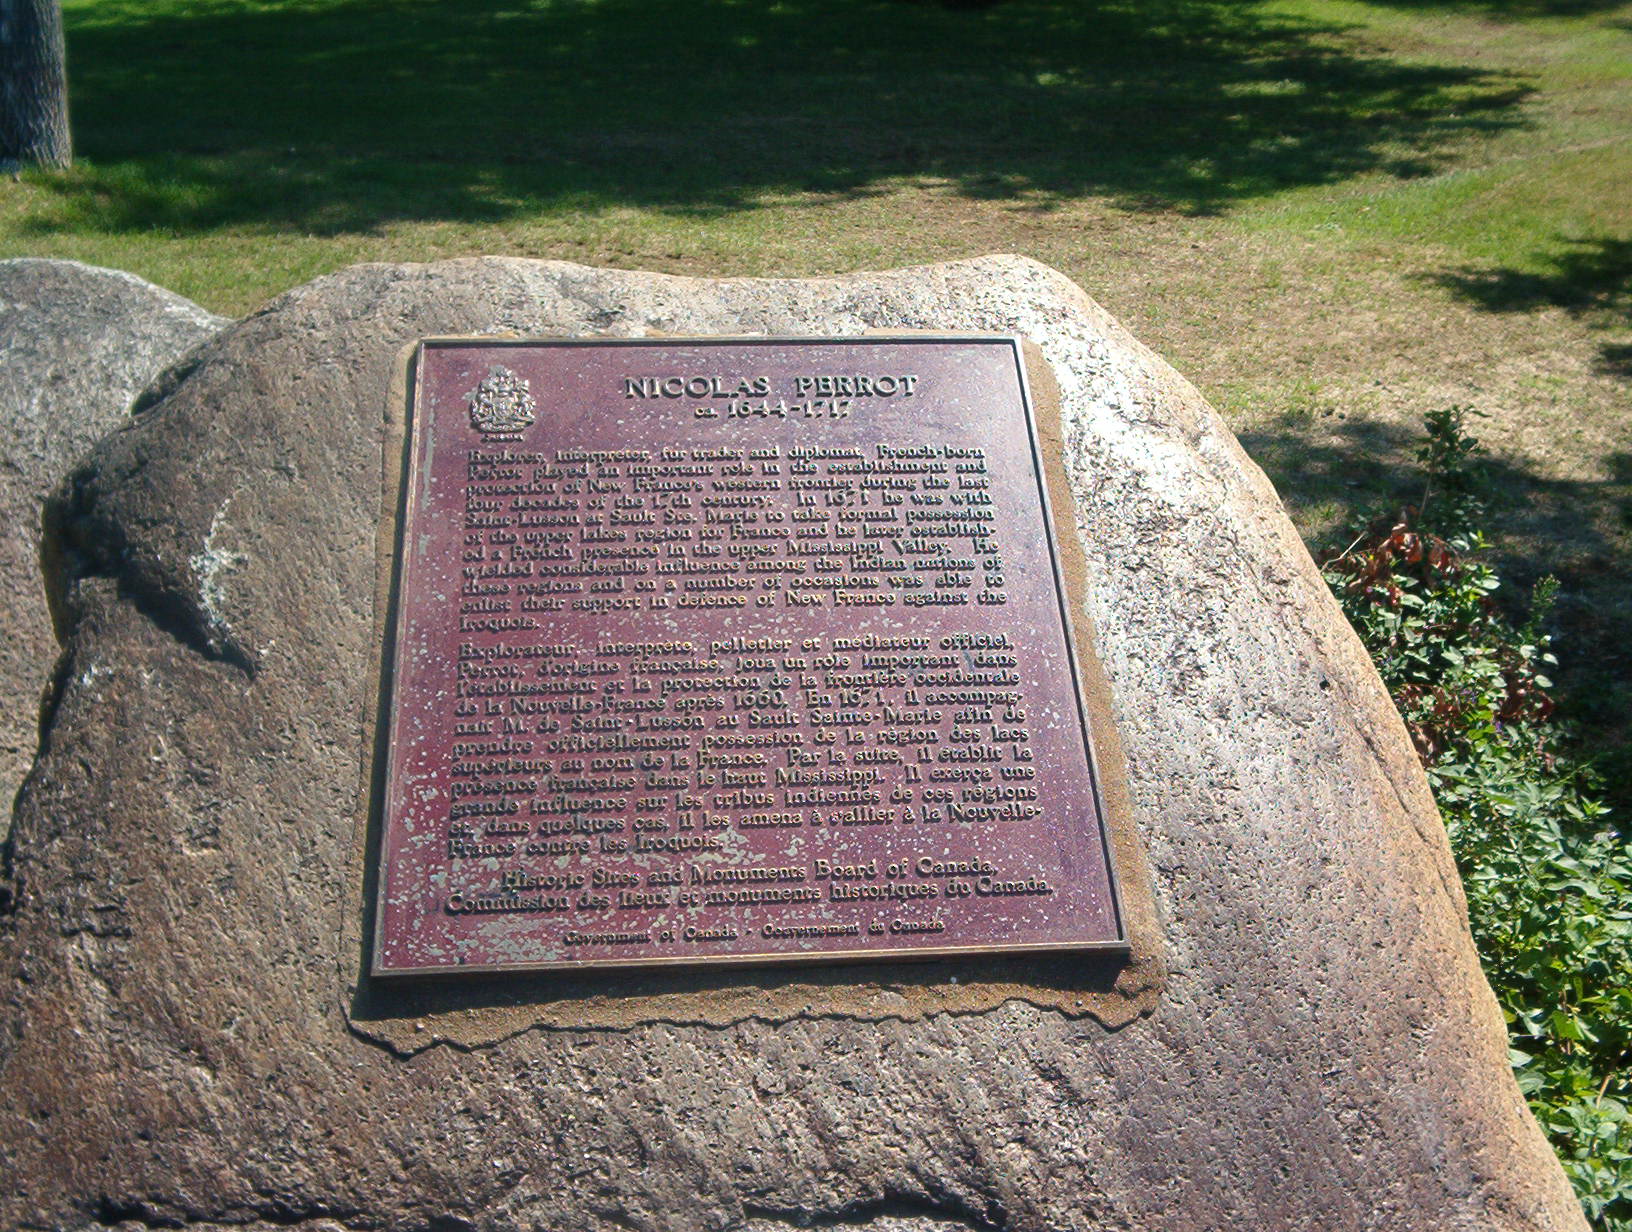 NICOLAS PERROT
ca. 1644-1717
Explorer, interpreter, fur trader and diplomat, French-born
Perrot played an important role in the establishment and
protection of New France's western frontier during the last
four decades of the 17th century. In 1671 he was with
Saint-Lusson at Sault Ste. Marie to take formal possession
of the upper lakes region for France and he later establish-
ed a French presence in the upper Mississippi Valley. He
wielded considerable influence among the Indian nations of
these regions and on a number of occasions was able to
enlist their support in defence of New France against the
Iroquois.
Explorateur, interprète, pelletier et médiateur officiel,
Perrot, d'origine française, joua un rôle important dans
l'établissement et la protection de la frontière occidentale
de la Nouvelle-France après 1660. En 1671, il accompag-
nait M. de Saint-Lusson au Sault Sainte-Marie afin de
prendre officiellement possession de la région des lacs
supérieurs au nom de la France. Par la suite, il établit la
présence française dans le haut Mississippi. Il exerça une
grande influence sur les tribus indiennes de ces régions
et, dans quelques cas, il les amena à s'allier à la Nouvelle-
France contre les Iroquois.
Historic Sites and Monuments Board of Canada,
Commission des lieux et monuments historiques du Canada.
Government of Canada - Gouvernement du Canada